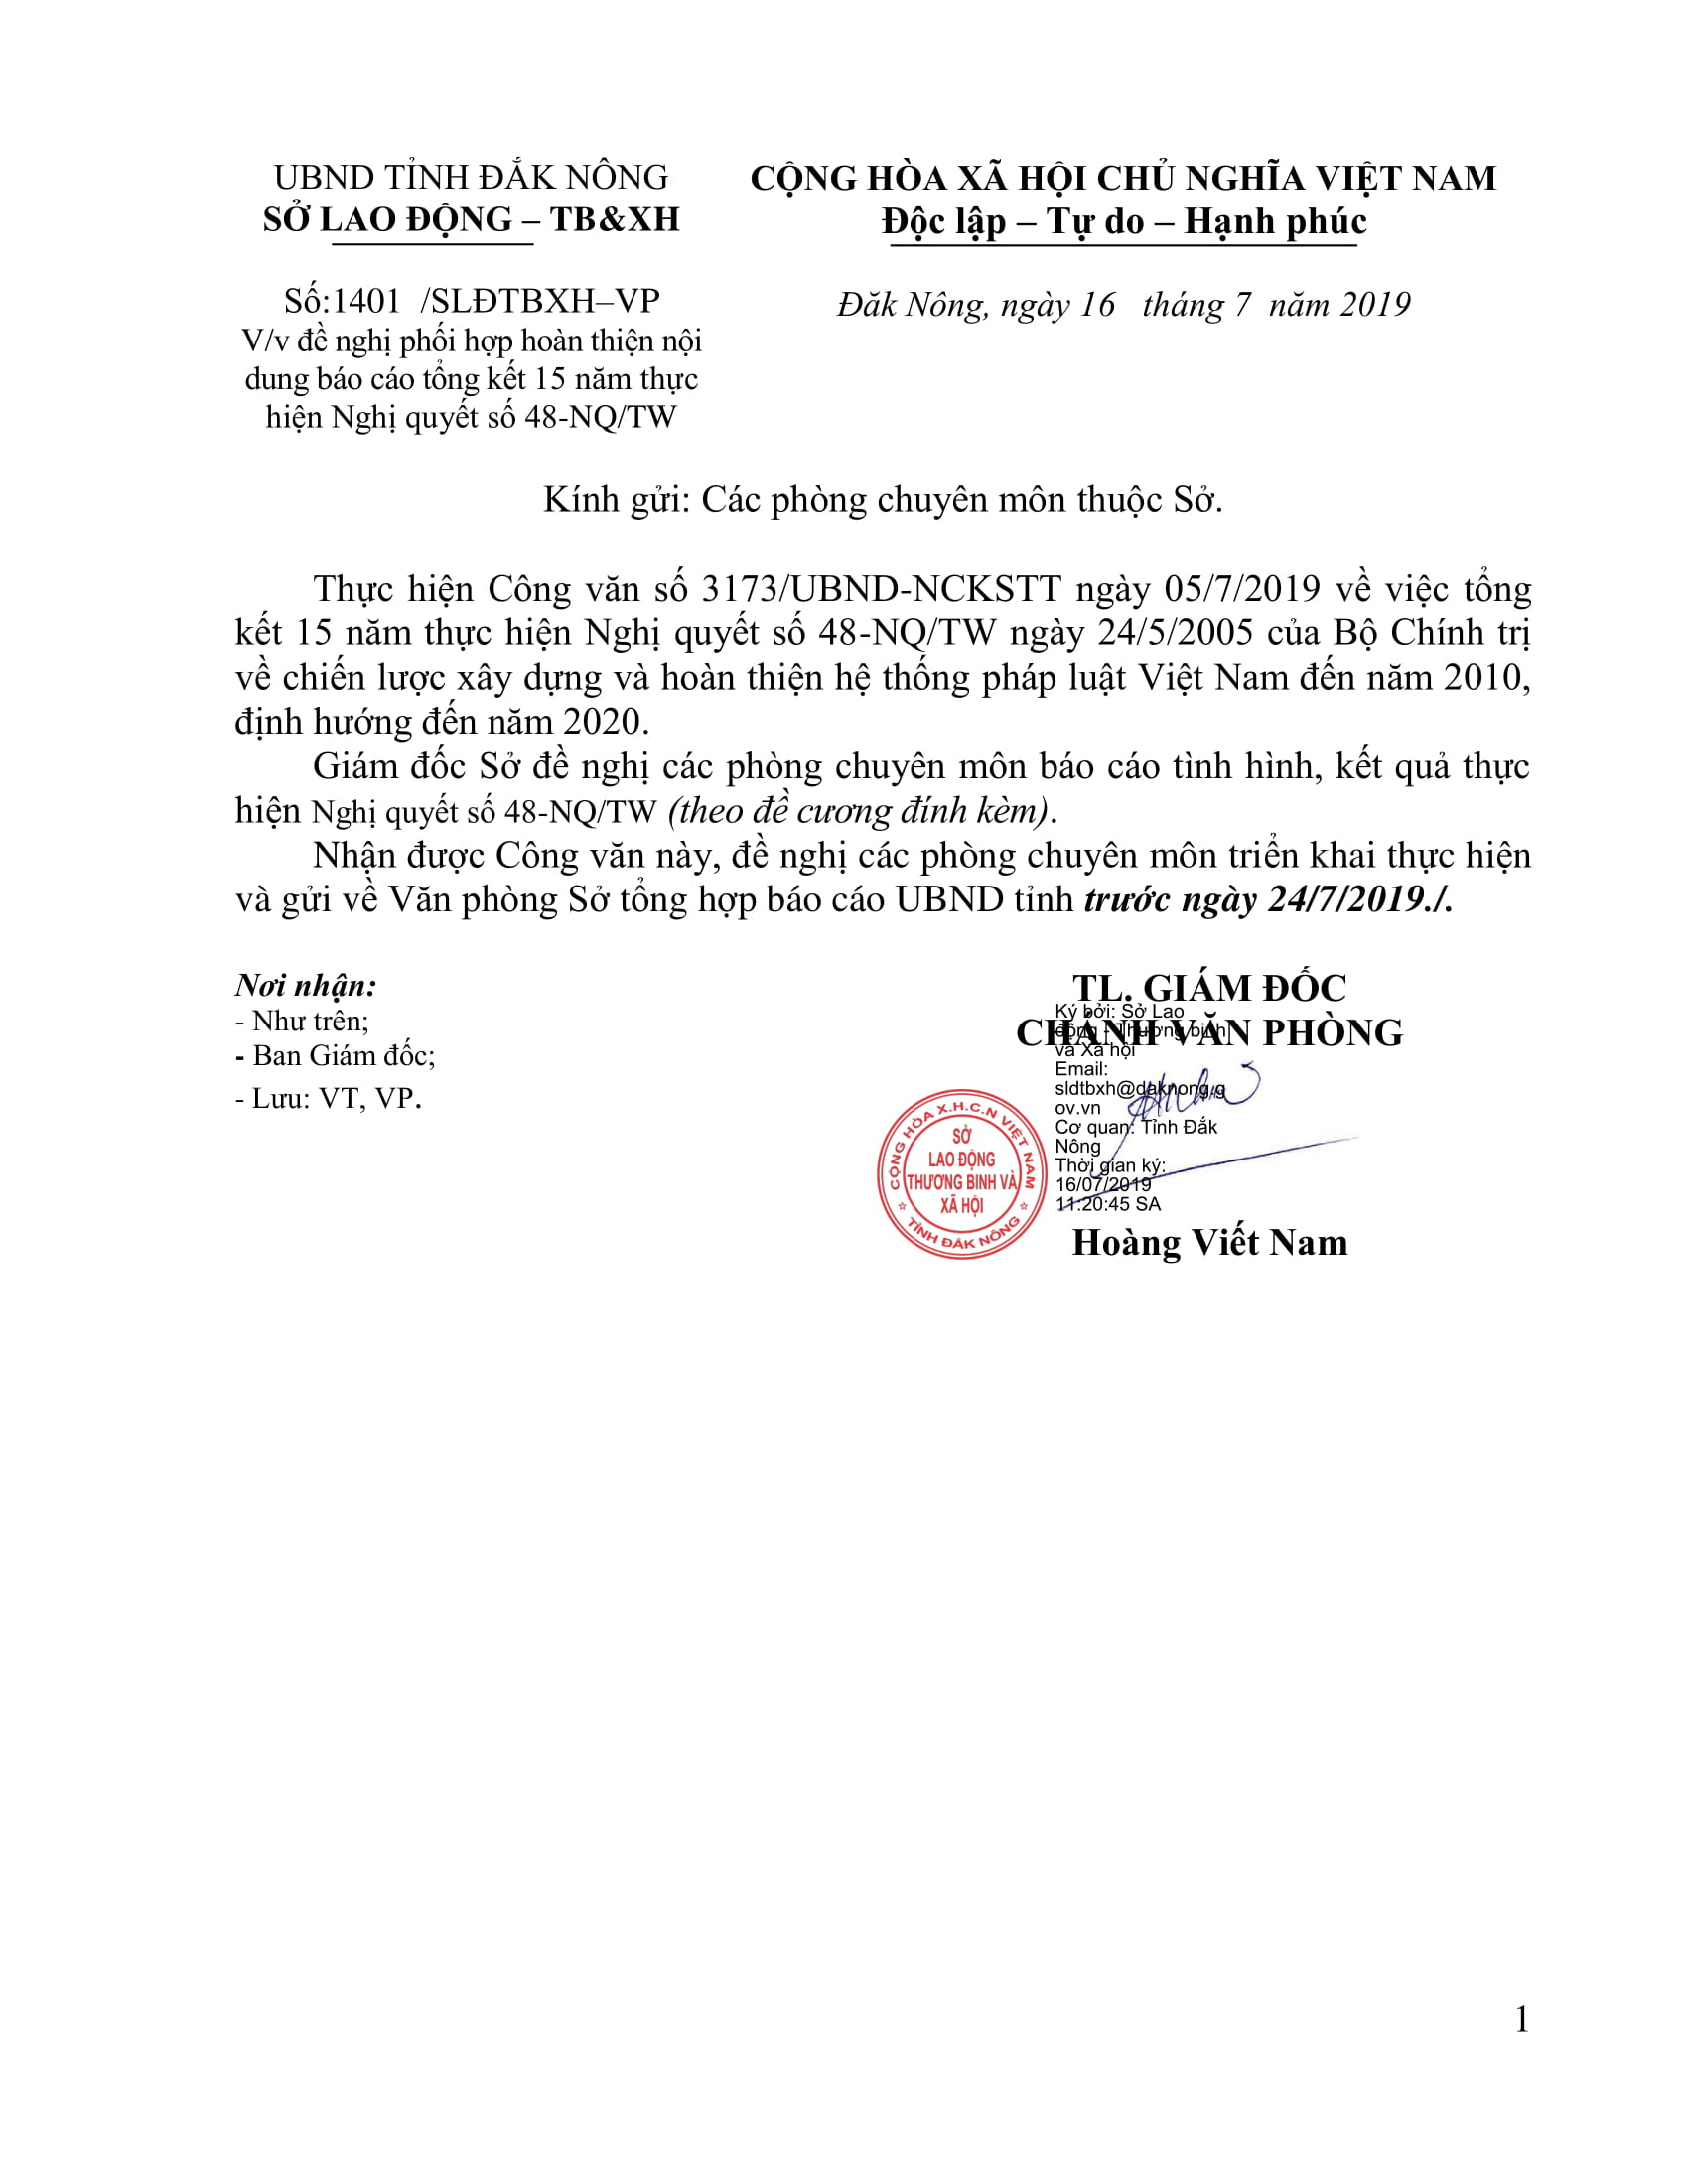 UBND TỈNH ĐẮK NÔNG
SỞ LAO ĐỘNG – TB&XH
CỘNG HÒA XÃ HỘI CHỦ NGHĨA VIỆT NAM
Độc lập – Tự do – Hạnh phúc
Số:1401 /SLĐTBXH–VP
V/v đề nghị phối hợp hoàn thiện nội
dung báo cáo tổng kết 15 năm thực
hiện Nghị quyết số 48-NQ/TW
Đăk Nông, ngày 16 tháng 7 năm 2019
Kính gửi: Các phòng chuyên môn thuộc Sở.
Thực hiện Công văn số 3173/UBND-NCKSTT ngày 05/7/2019 về việc tổng
kết 15 năm thực hiện Nghị quyết số 48-NQ/TW ngày 24/5/2005 của Bộ Chính trị
về chiến lược xây dựng và hoàn thiện hệ thống pháp luật Việt Nam đến năm 2010,
định hướng đến năm 2020.
Giám đốc Sở đề nghị các phòng chuyên môn báo cáo tình hình, kết quả thực
hiện Nghị quyết số 48-NQ/TW (theo đề cương đính kèm).
Nhận được Công văn này, đề nghị các phòng chuyên môn triển khai thực hiện
và gửi về Văn phòng Sở tổng hợp báo cáo UBND tỉnh trước ngày 24/7/2019./.
Nơi nhận:
- Như trên;
- Ban Giám đốc;
- Lưu: VT, VP.
TL. GIÁM ĐỐC
CHÁNH VĂN PHÒNG
Ký bởi: Sở Lao
động - Thương binh
và Xã hội
Email:
sldtbxh@daknong.g
ov.vn
Cơ quan: Tỉnh Đắk
Nông
Thời gian ký:
16/07/2019
11:20:45 SA
CỘNG HÒA X.H.C.N VIỆT NAM
SỞ
LAO ĐỘNG
THƯƠNG BINH VÀ
XÃ HỘI
TỈNH ĐẮK NÔNG
Hoàng Viết Nam
1